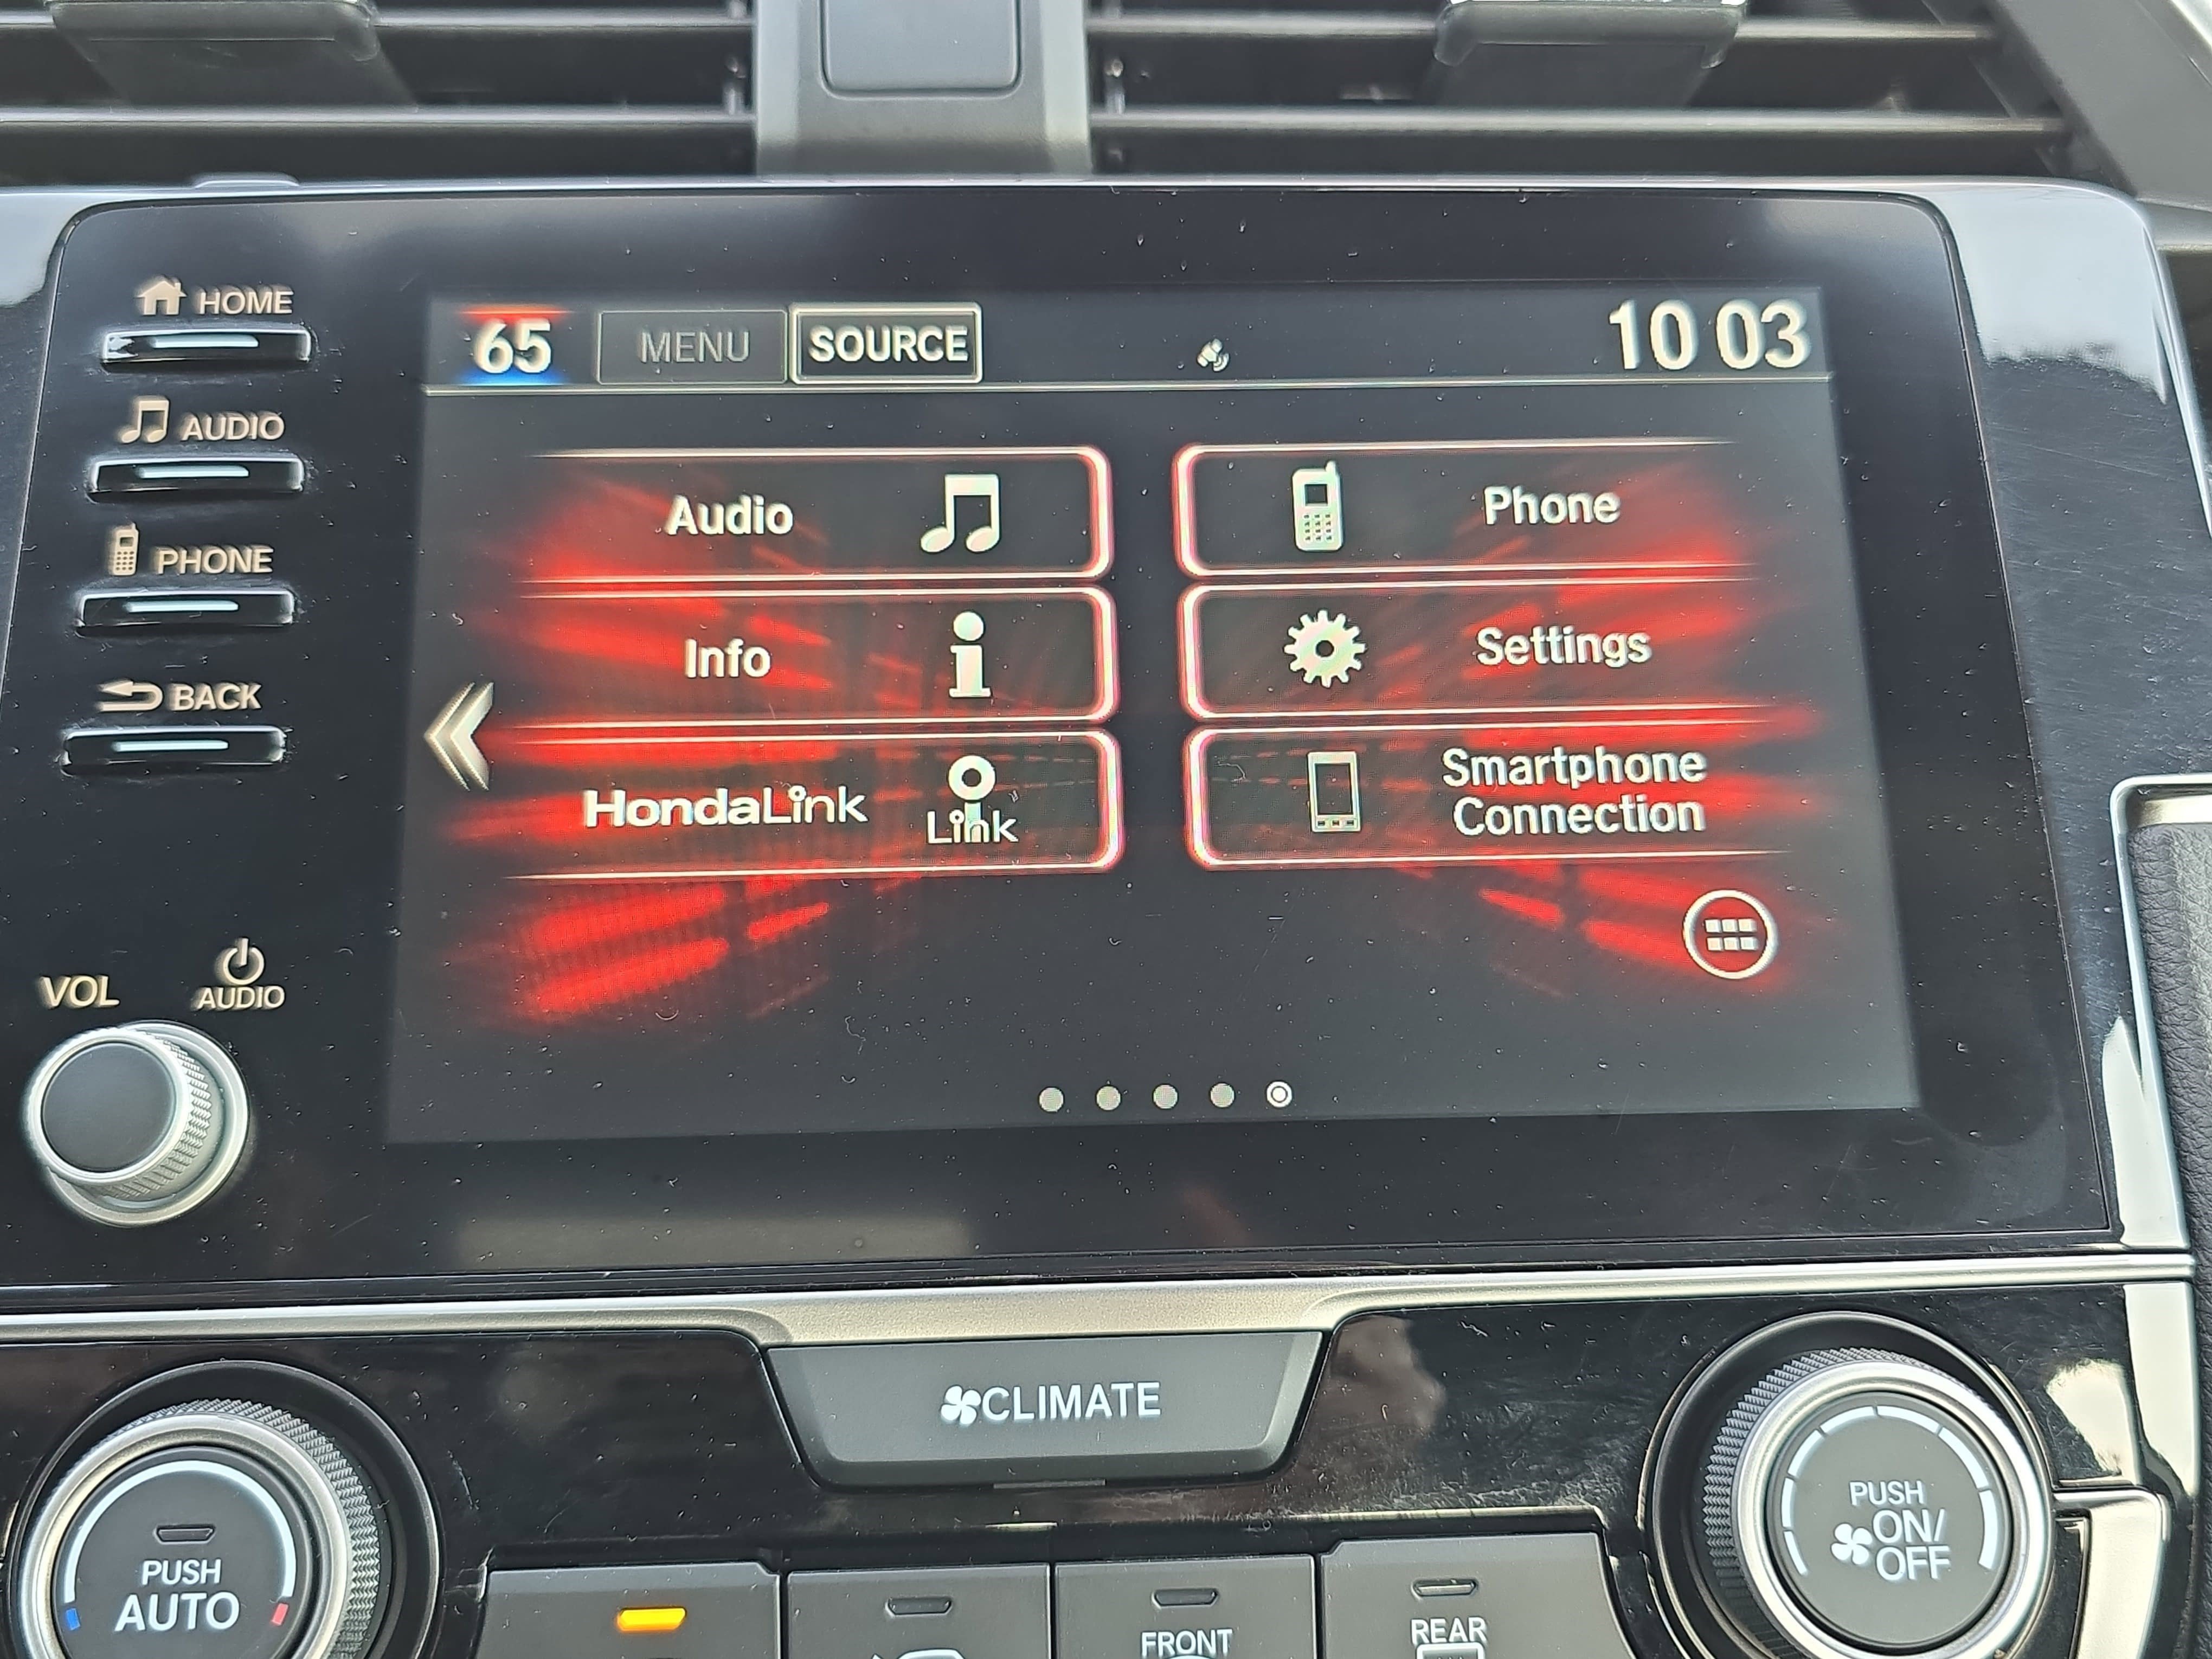 HOME
65
MENU
SOURCE
10 03
AUDIO
Audio
Phone
PHONE
Info
Settings
BACK
HondaLink
Link
Smartphone
Connection
VOL
AUDIO
CLIMATE
PUSH
AUTO
PUSH
ON/
OFF
FRONT
REAR